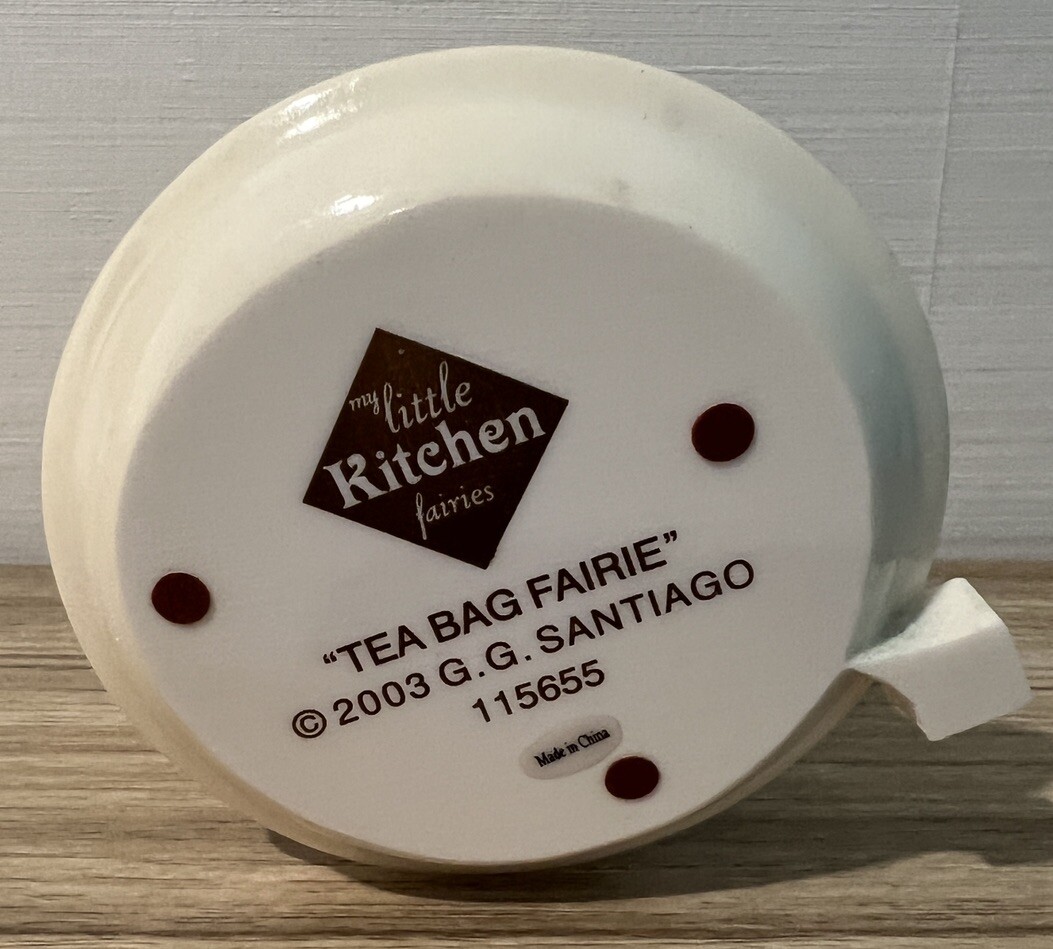 my little
Kitchen
fairies
“TEA BAG FAIRIE”
© 2003 G.G. SANTIAGO
115655
Made in China